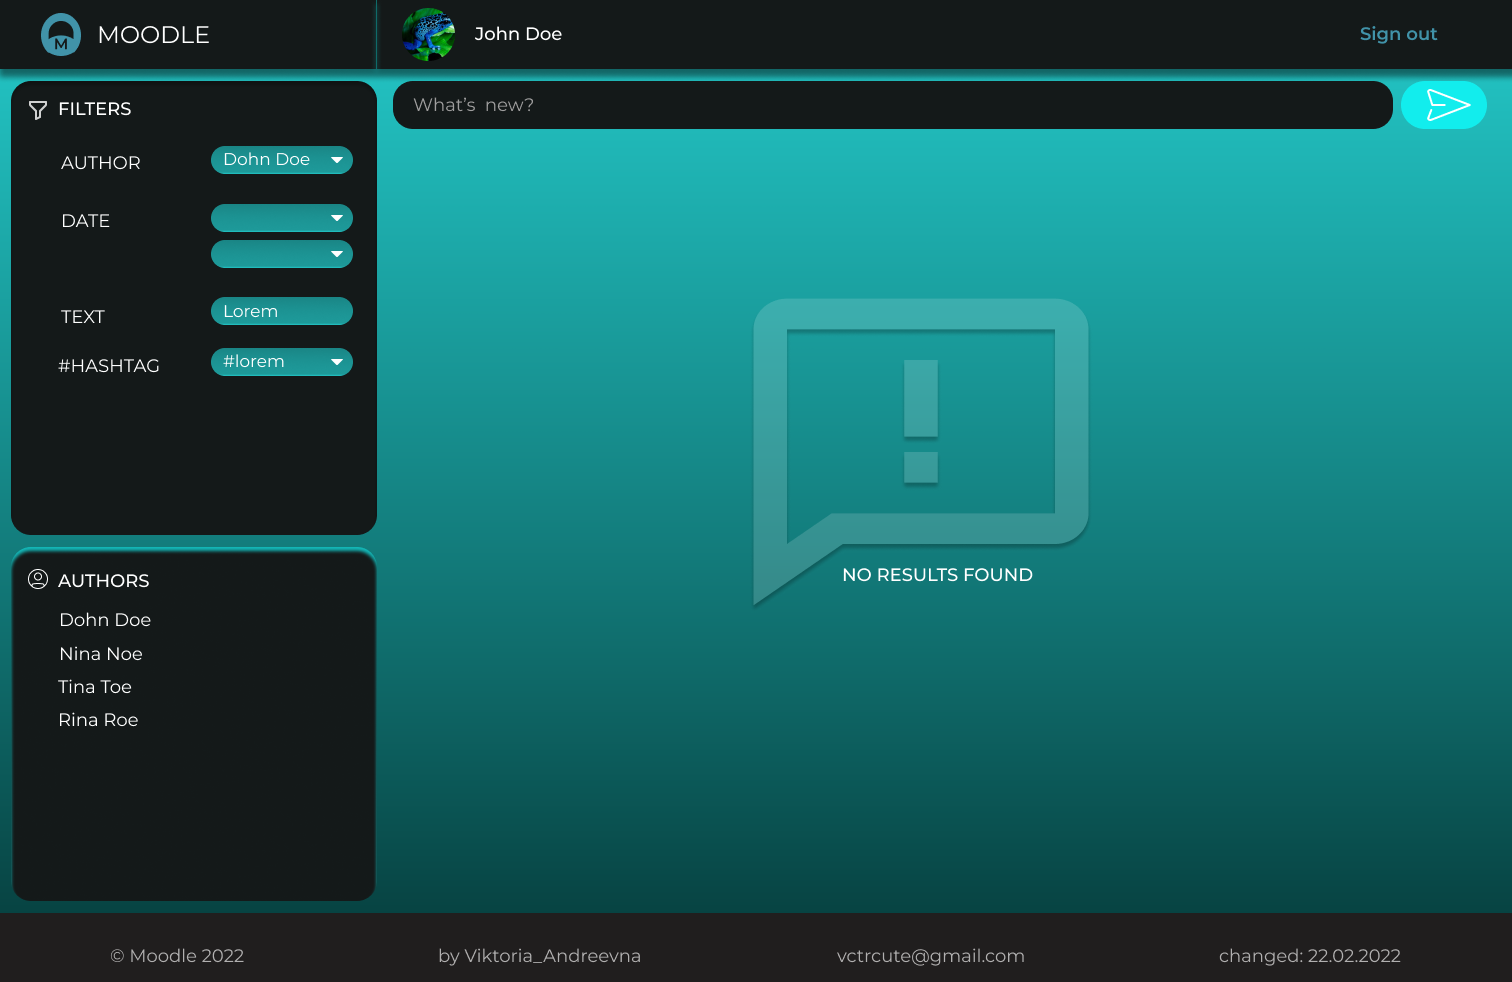 M
MOODLE
John Doe
Sign out
FILTERS
AUTHOR
Dohn Doe
DATE
TEXT
Lorem
#HASHTAG
#lorem
AUTHORS
Dohn Doe
Nina Noe
Tina Toe
Rina Roe
What's  new?
!
NO RESULTS FOUND
© Moodle 2022
by Viktoria_Andreevna
vctrcute@gmail.com
changed: 22.02.2022